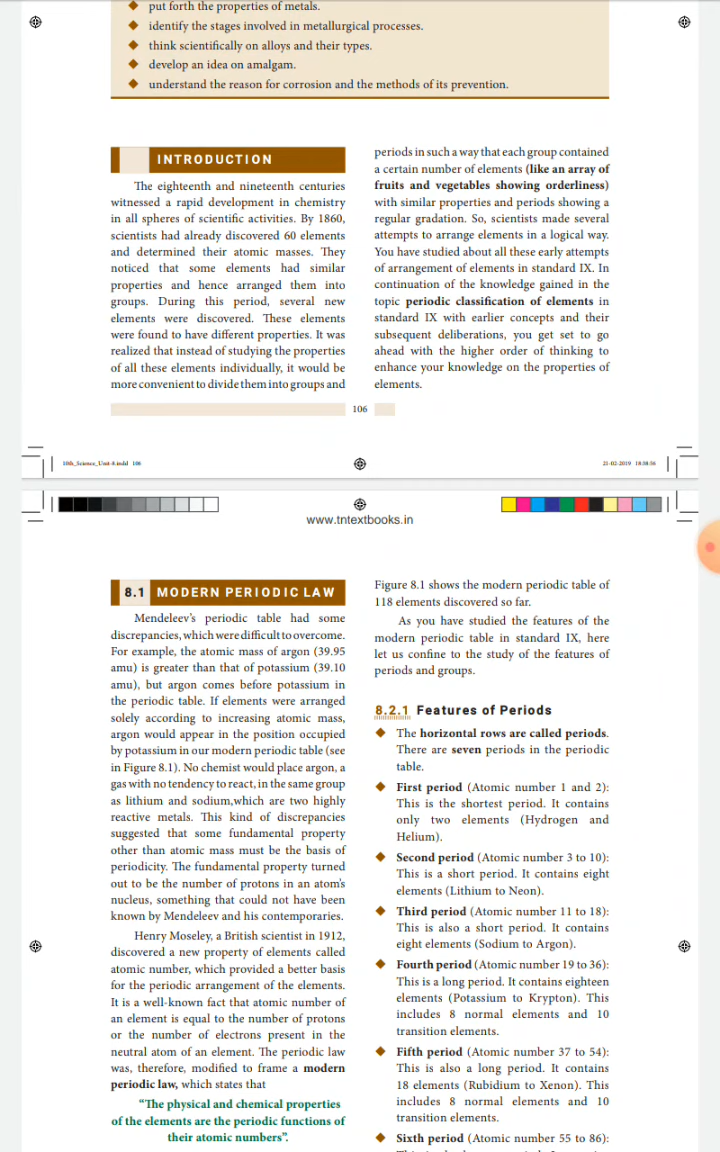 ◆ put forth the properties of metals.
◆ identify the stages involved in metallurgical processes.
◆ think scientifically on alloys and their types.
◆ develop an idea on amalgam.
◆ understand the reason for corrosion and the methods of its prevention.
INTRODUCTION
The eighteenth and nineteenth centuries
witnessed a rapid development in chemistry
in all spheres of scientific activities. By 1860,
scientists had already discovered 60 elements
and determined their atomic masses. They
noticed that some elements had similar
properties and hence arranged them into
groups. During this period, several new
elements were discovered. These elements
were found to have different properties. It was
realized that instead of studying the properties
of all these elements individually, it would be
more convenient to divide them into groups and
periods in such a way that each group contained
a certain number of elements (like an array of
fruits and vegetables showing orderliness)
with similar properties and periods showing a
regular gradation. So, scientists made several
attempts to arrange elements in a logical way.
You have studied about all these early attempts
of arrangement of elements in standard IX. In
continuation of the knowledge gained in the
topic periodic classification of elements in
standard IX with earlier concepts and their
subsequent deliberations, you get set to go
ahead with the higher order of thinking to
enhance your knowledge on the properties of
elements.
106
10th_Science_Unit-8.indd 106
21-02-2019 18:38:56
www.tntextbooks.in
8.1 MODERN PERIODIC LAW
Mendeleev's periodic table had some
discrepancies, which were difficult to overcome.
For example, the atomic mass of argon (39.95
amu) is greater than that of potassium (39.10
amu), but argon comes before potassium in
the periodic table. If elements were arranged
solely according to increasing atomic mass,
argon would appear in the position occupied
by potassium in our modern periodic table (see
in Figure 8.1). No chemist would place argon, a
gas with no tendency to react, in the same group
as lithium and sodium,which are two highly
reactive metals. This kind of discrepancies
suggested that some fundamental property
other than atomic mass must be the basis of
periodicity. The fundamental property turned
out to be the number of protons in an atom's
nucleus, something that could not have been
known by Mendeleev and his contemporaries.
Henry Moseley, a British scientist in 1912,
discovered a new property of elements called
atomic number, which provided a better basis
for the periodic arrangement of the elements.
It is a well-known fact that atomic number of
an element is equal to the number of protons
or the number of electrons present in the
neutral atom of an element. The periodic law
was, therefore, modified to frame a modern
periodic law, which states that
"The physical and chemical properties
of the elements are the periodic functions of
their atomic numbers".
Figure 8.1 shows the modern periodic table of
118 elements discovered so far.
As you have studied the features of the
modern periodic table in standard IX, here
let us confine to the study of the features of
periods and groups.
8.2.1 Features of Periods
◆ The horizontal rows are called periods.
There are seven periods in the periodic
table.
◆ First period (Atomic number 1 and 2):
This is the shortest period. It contains
only two elements (Hydrogen and
Helium).
◆ Second period (Atomic number 3 to 10):
This is a short period. It contains eight
elements (Lithium to Neon).
◆ Third period (Atomic number 11 to 18):
This is also a short period. It contains
eight elements (Sodium to Argon).
◆ Fourth period (Atomic number 19 to 36):
This is a long period. It contains eighteen
elements (Potassium to Krypton). This
includes 8 normal elements and 10
transition elements.
◆ Fifth period (Atomic number 37 to 54):
This is also a long period. It contains
18 elements (Rubidium to Xenon). This
includes 8 normal elements and 10
transition elements.
◆ Sixth period (Atomic number 55 to 86):